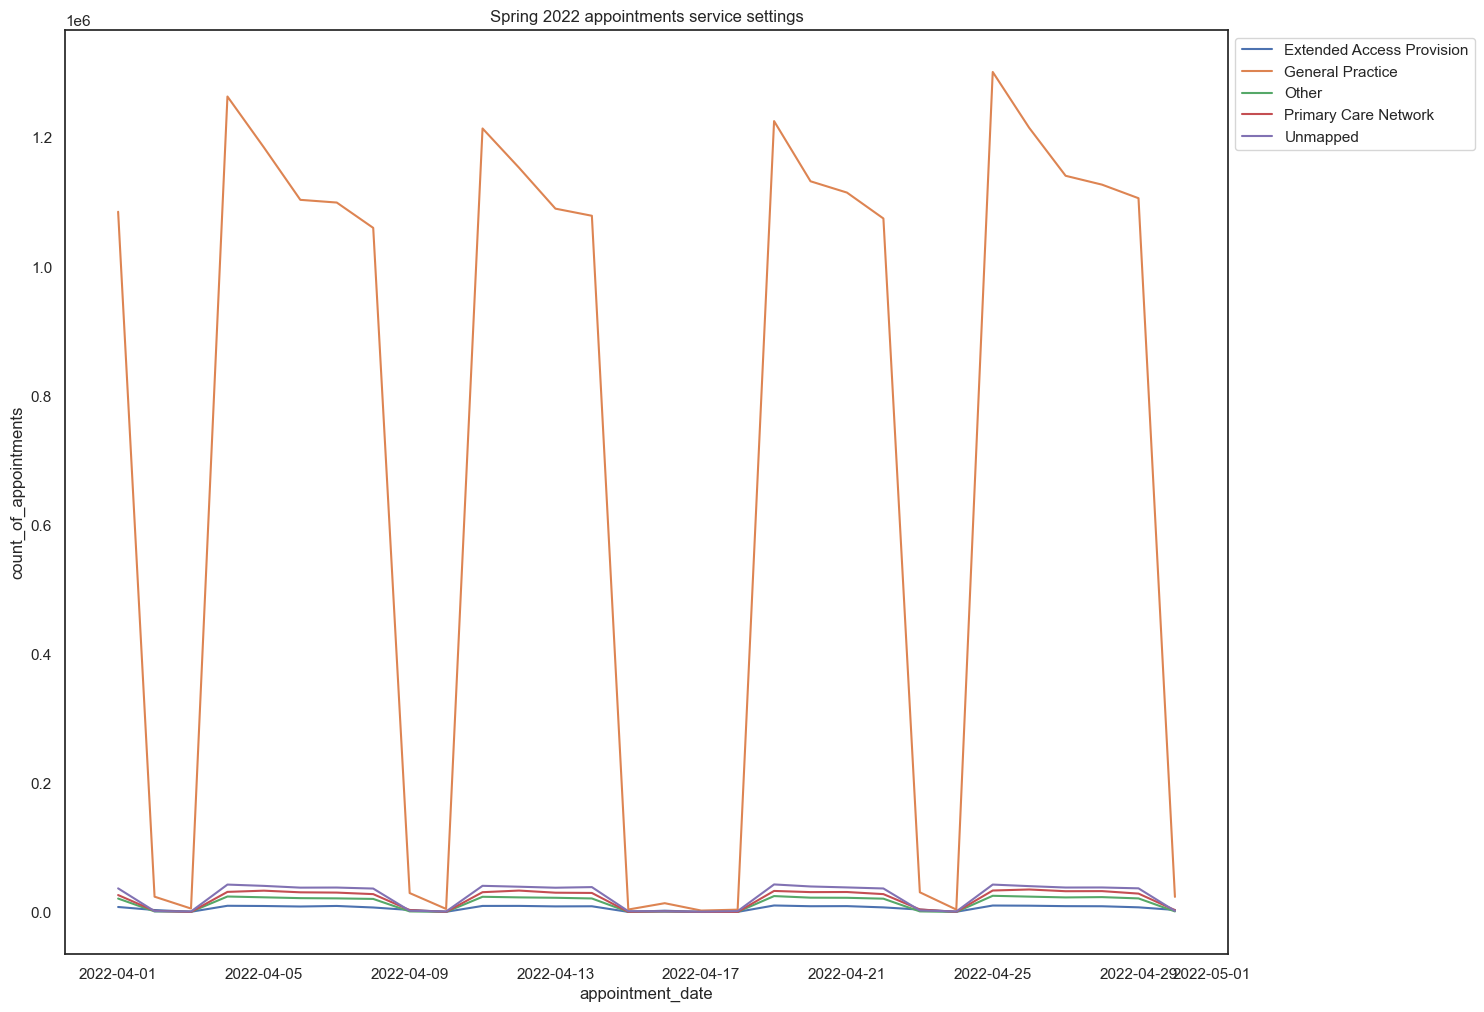 Spring 2022 appointments service settings
1e6
Extended Access Provision
General Practice
Other
Primary Care Network
Unmapped
1.2
1.0
0.8
0.6
0.4
0.2
0.0
count_of_appointments
2022-04-01 2022-04-05 2022-04-09 2022-04-13 2022-04-17 2022-04-21 2022-04-25 2022-04-29 2022-05-01
appointment_date